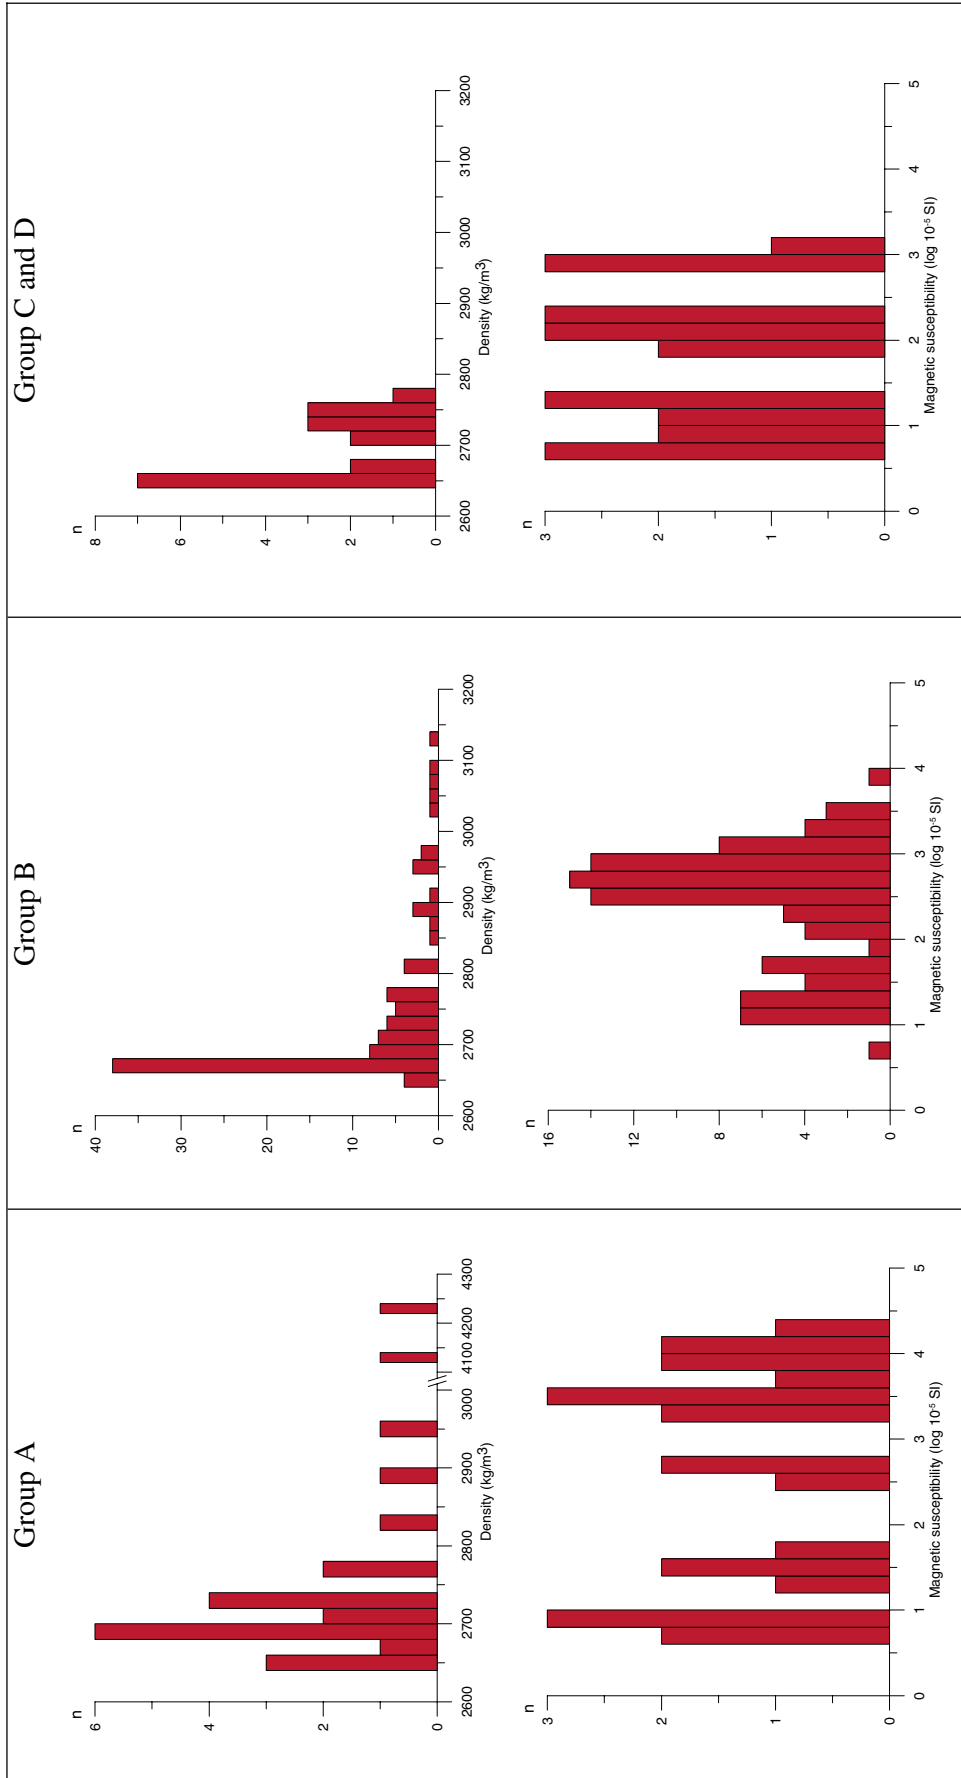 Group A
n
6
4
2
0
2600 2700 2800 2900 3000 4100 4200 4300
Density (kg/m³)
n
3
2
1
0
0 1 2 3 4 5
Magnetic susceptibility (log 10⁻⁵ SI)
Group B
n
40
30
20
10
0
2600 2700 2800 2900 3000 3100 3200
Density (kg/m³)
n
16
12
8
4
0
0 1 2 3 4 5
Magnetic susceptibility (log 10⁻⁵ SI)
Group C and D
n
8
6
4
2
0
2600 2700 2800 2900 3000 3100 3200
Density (kg/m³)
n
3
2
1
0
0 1 2 3 4 5
Magnetic susceptibility (log 10⁻⁵ SI)